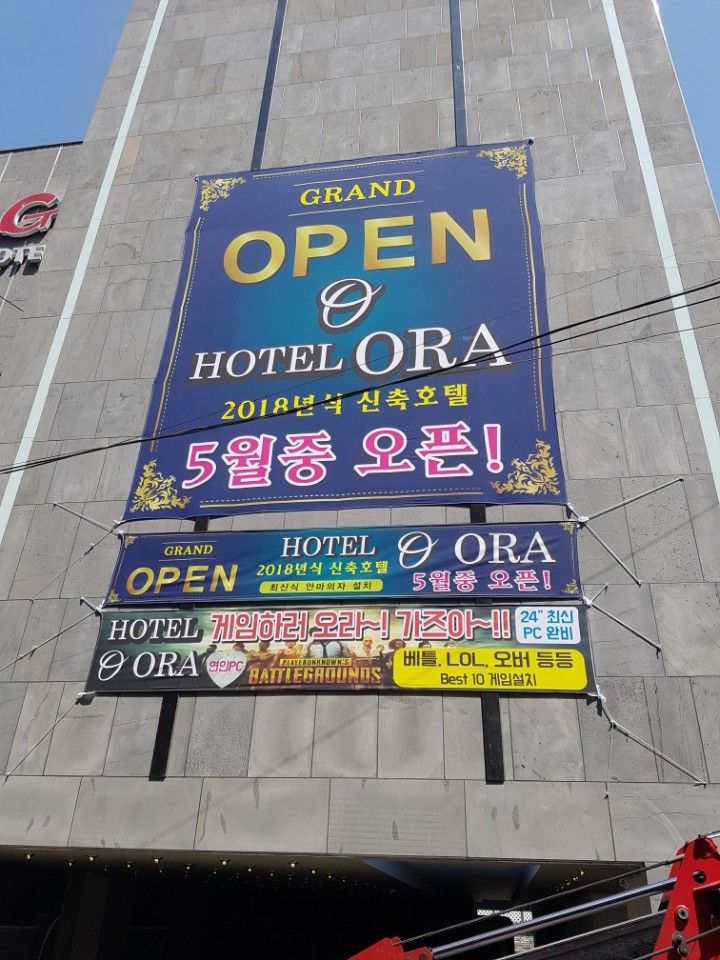 G
OTE
GRAND
OPEN
O
HOTEL ORA
2018년식 신축호텔
5월중 오픈!
GRAND
OPEN
HOTEL O ORA
2018년식 신축호텔
최신식 안마의자 설치
5월중 오픈!
HOTEL
O ORA
게임하러 오라~! 가즈아~!!
24" 최신
PC 완비
연인PC
PLAYERUNKNOWN'S
BATTLEGROUNDS
베틀, LOL, 오버 등등
Best 10 게임설치